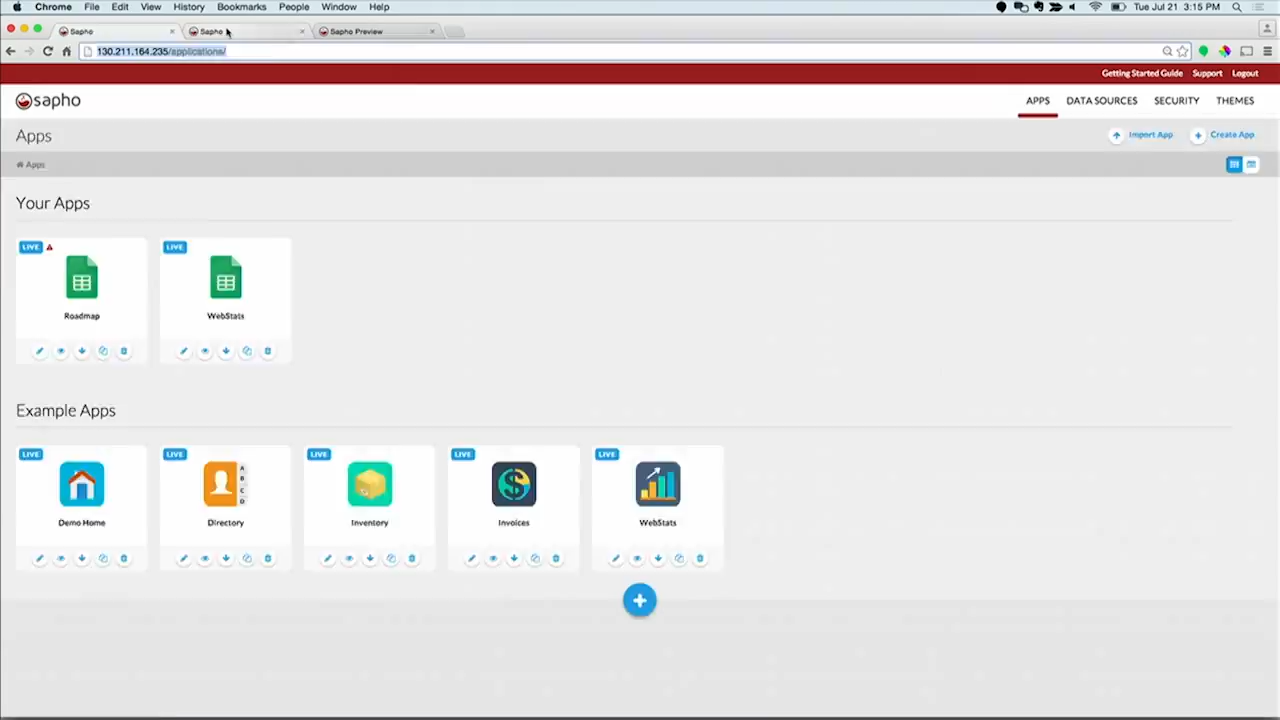 Chrome File Edit View History Bookmarks People Window Help Tue Jul 21 3:15 PM
Sapho Sapho Sapho Preview
130.211.164.235/applications/
Getting Started Guide Support Logout
sapho APPS DATA SOURCES SECURITY THEMES
Apps Import App Create App
Apps
Your Apps
LIVE LIVE
Roadmap WebStats
Example Apps
LIVE LIVE LIVE LIVE LIVE
A
B
C
D
Demo Home Directory Inventory Invoices WebStats